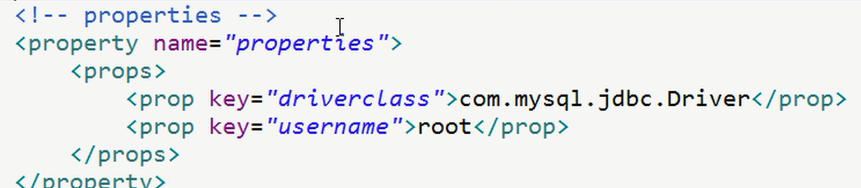 <!-- properties -->
<property name="properties">
<props>
<prop key="driverclass">com.mysql.jdbc.Driver</prop>
<prop key="username">root</prop>
</props>
</property>